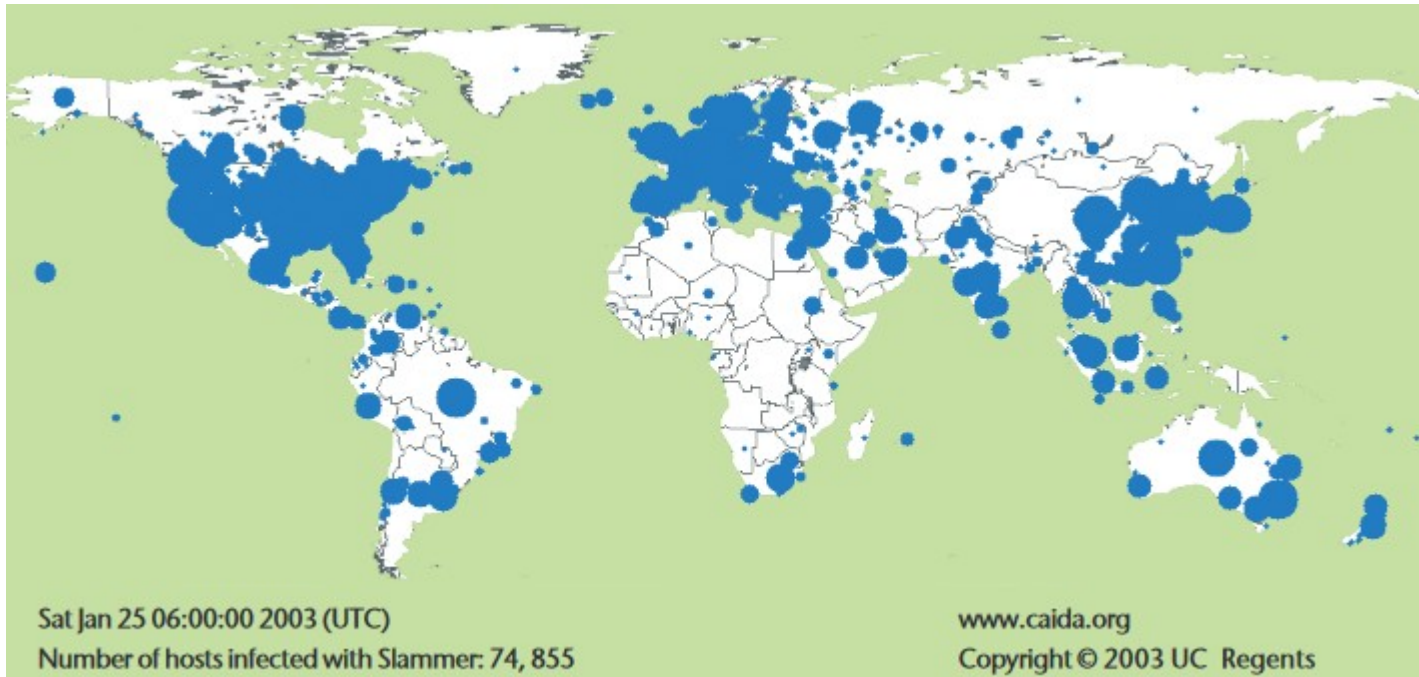 Sat Jan 25 06:00:00 2003 (UTC)
Number of hosts infected with Slammer: 74, 855
www.caida.org
Copyright © 2003 UC Regents